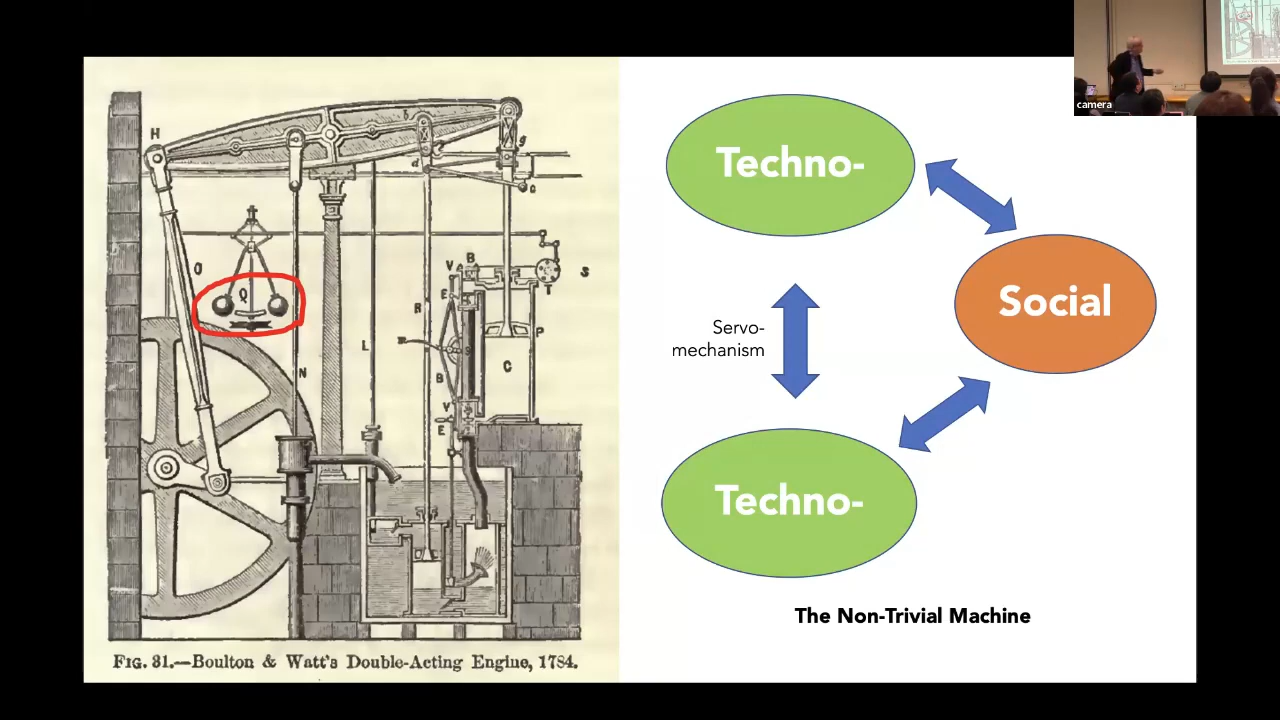 H
b
g
d
c
O
Q
V
B
S
T
E
R
P
L
m
C
N
B
V
E
FIG. 31.—Boulton & Watt's Double-Acting Engine, 1784.
Techno-
Social
Servo-
mechanism
Techno-
The Non-Trivial Machine
camera